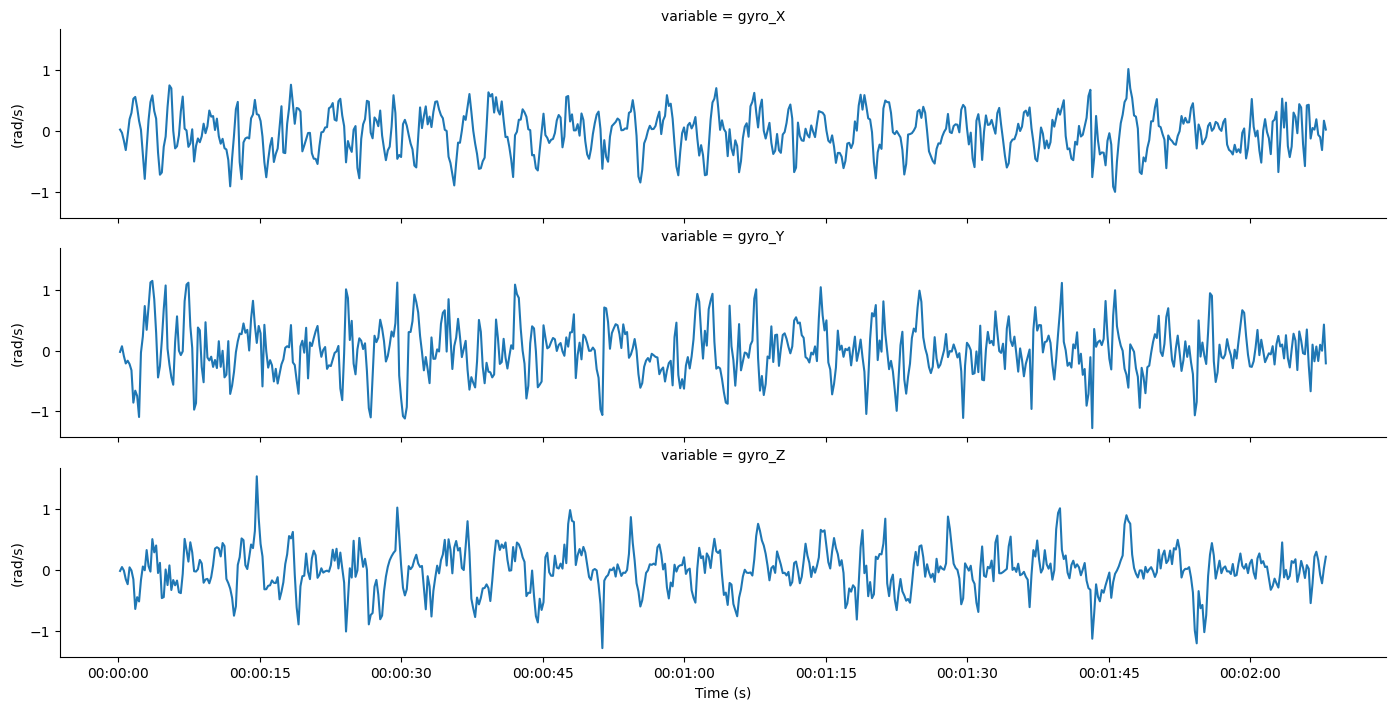 variable = gyro_X
(rad/s)
1
0
−1
variable = gyro_Y
(rad/s)
1
0
−1
variable = gyro_Z
(rad/s)
1
0
−1
00:00:00 00:00:15 00:00:30 00:00:45 00:01:00 00:01:15 00:01:30 00:01:45 00:02:00
Time (s)